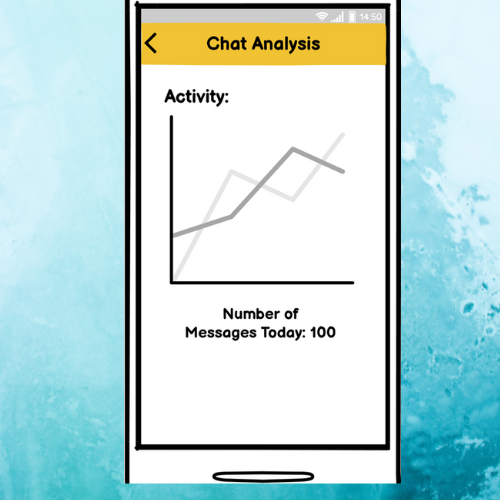 14:50
Chat Analysis
Activity:
Number of
Messages Today: 100